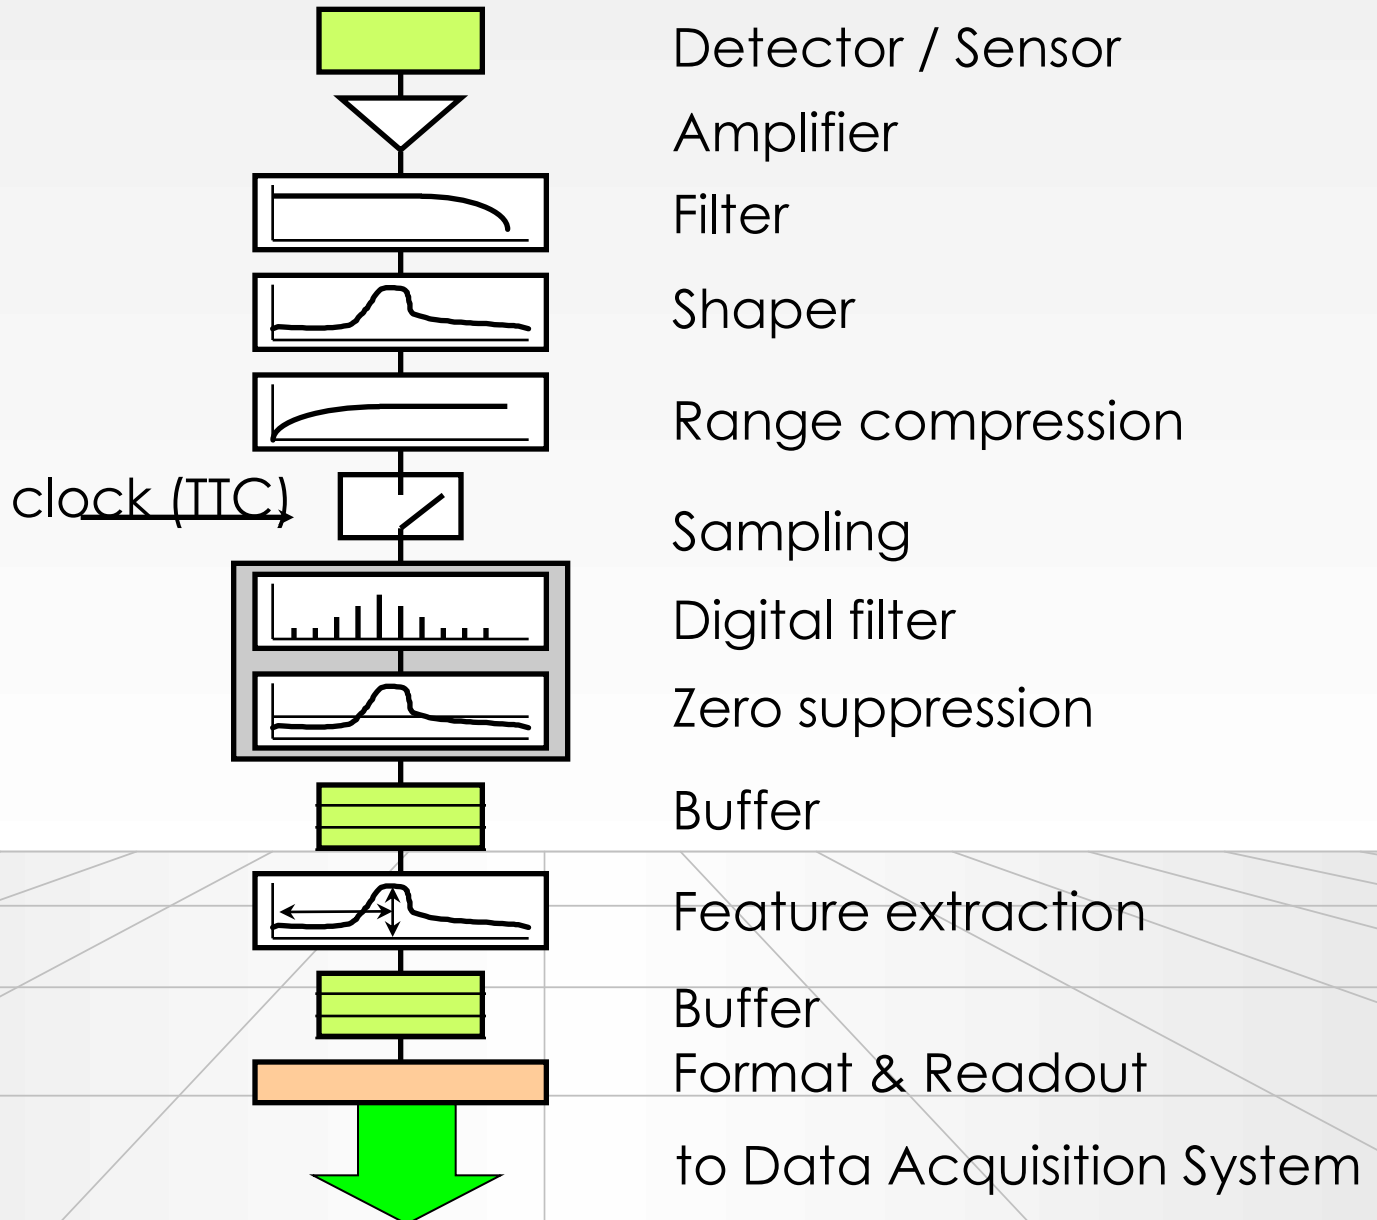 Detector / Sensor
Amplifier
Filter
Shaper
Range compression
clock (TTC)
Sampling
Digital filter
Zero suppression
Buffer
Feature extraction
Buffer
Format & Readout
to Data Acquisition System